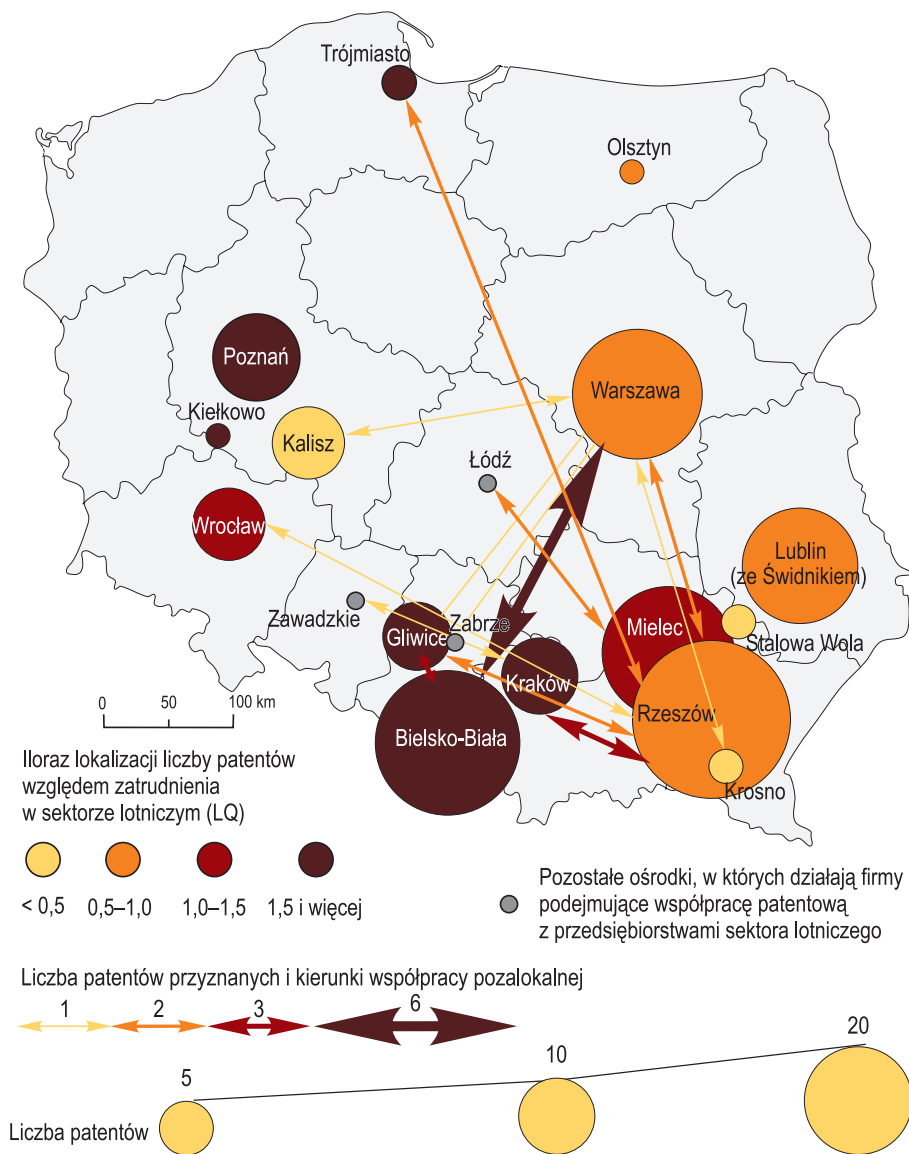 Trójmiasto
Olsztyn
Poznań
Warszawa
Kiełkowo
Kalisz
Łódź
Wrocław
Lublin
(ze Świdnikiem)
Zawadzkie
Gliwice
Zabrze
Mielec
Stalowa Wola
Kraków
Rzeszów
Bielsko-Biała
Krosno
0 50 100 km
Iloraz lokalizacji liczby patentów
względem zatrudnienia
w sektorze lotniczym (LQ)
< 0,5 0,5–1,0 1,0–1,5 1,5 i więcej
Pozostałe ośrodki, w których działają firmy
podejmujące współpracę patentową
z przedsiębiorstwami sektora lotniczego
Liczba patentów przyznanych i kierunki współpracy pozalokalnej
1 2 3 6
5 10 20
Liczba patentów